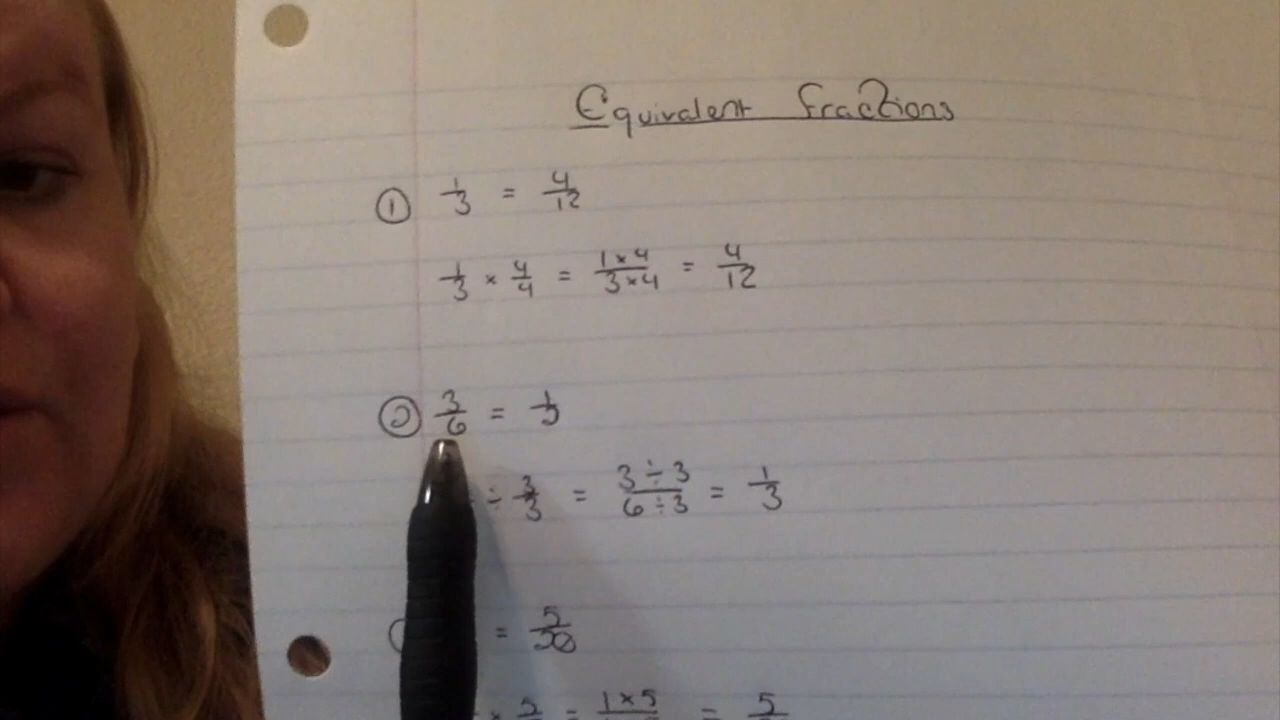 Equivalent Fractions
① 1/3 = 4/12
1/3 × 4/4 = 1×4/3×4 = 4/12
② 3/6 = 1/2
÷ 3/3 = 3÷3/6÷3 = 1/3
= 5/20
× 5 = 1×5 = 5